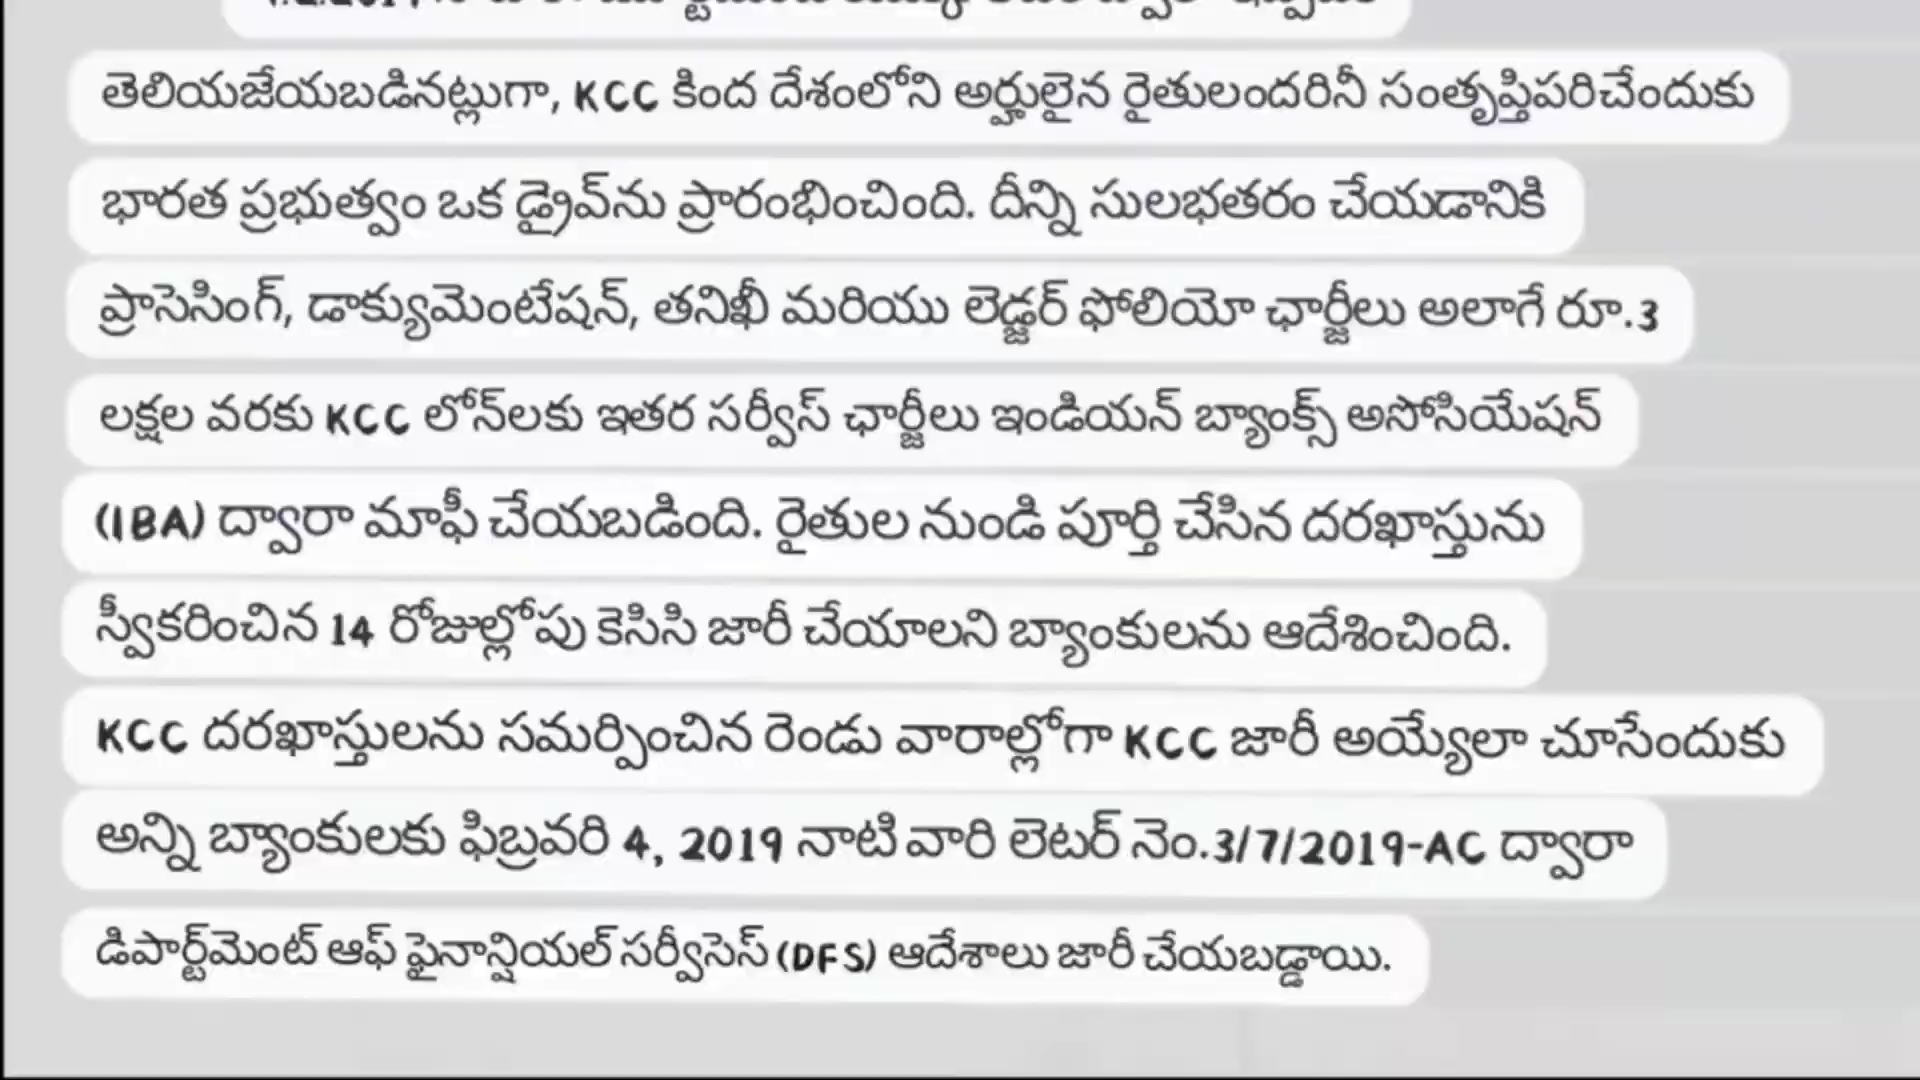 తెలియజేయబడినట్లుగా, KCC కింద దేశంలోని అర్హులైన రైతులందరినీ సంతృప్తిపరిచేందుకు
భారత ప్రభుత్వం ఒక డ్రైవ్‌ను ప్రారంభించింది. దీన్ని సులభతరం చేయడానికి
ప్రాసెసింగ్, డాక్యుమెంటేషన్, తనిఖీ మరియు లెడ్జర్ ఫోలియో ఛార్జీలు అలాగే రూ.3
లక్షల వరకు KCC లోన్‌లకు ఇతర సర్వీస్ ఛార్జీలు ఇండియన్ బ్యాంక్స్ అసోసియేషన్
(IBA) ద్వారా మాఫీ చేయబడింది. రైతుల నుండి పూర్తి చేసిన దరఖాస్తును
స్వీకరించిన 14 రోజుల్లోపు కెసిసి జారీ చేయాలని బ్యాంకులను ఆదేశించింది.
KCC దరఖాస్తులను సమర్పించిన రెండు వారాల్లోగా KCC జారీ అయ్యేలా చూసేందుకు
అన్ని బ్యాంకులకు ఫిబ్రవరి 4, 2019 నాటి వారి లెటర్ నెం.3/7/2019-AC ద్వారా
డిపార్ట్‌మెంట్ ఆఫ్ ఫైనాన్షియల్ సర్వీసెస్ (DFS) ఆదేశాలు జారీ చేయబడ్డాయి.